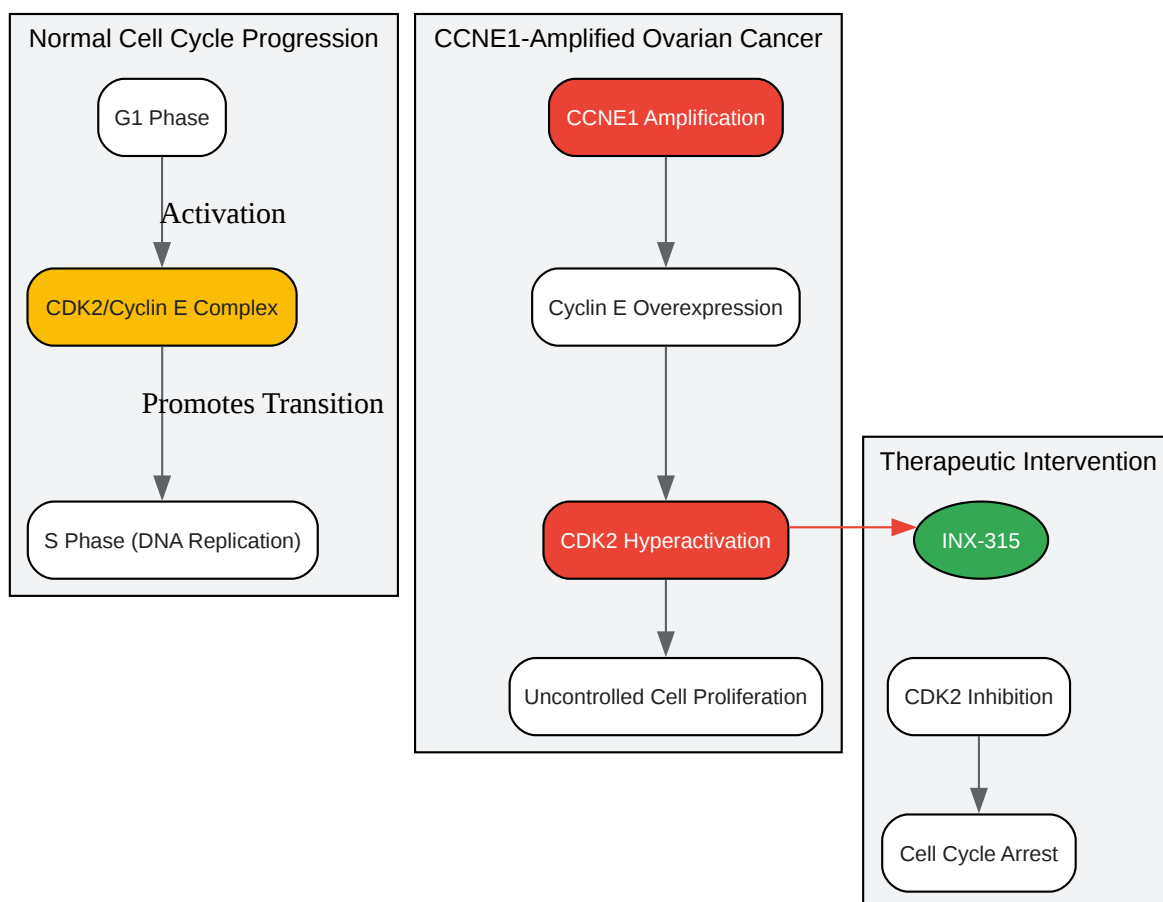 Normal Cell Cycle Progression
G1 Phase
Activation
CDK2/Cyclin E Complex
Promotes Transition
S Phase (DNA Replication)
CCNE1-Amplified Ovarian Cancer
CCNE1 Amplification
Cyclin E Overexpression
CDK2 Hyperactivation
Uncontrolled Cell Proliferation
Therapeutic Intervention
INX-315
CDK2 Inhibition
Cell Cycle Arrest